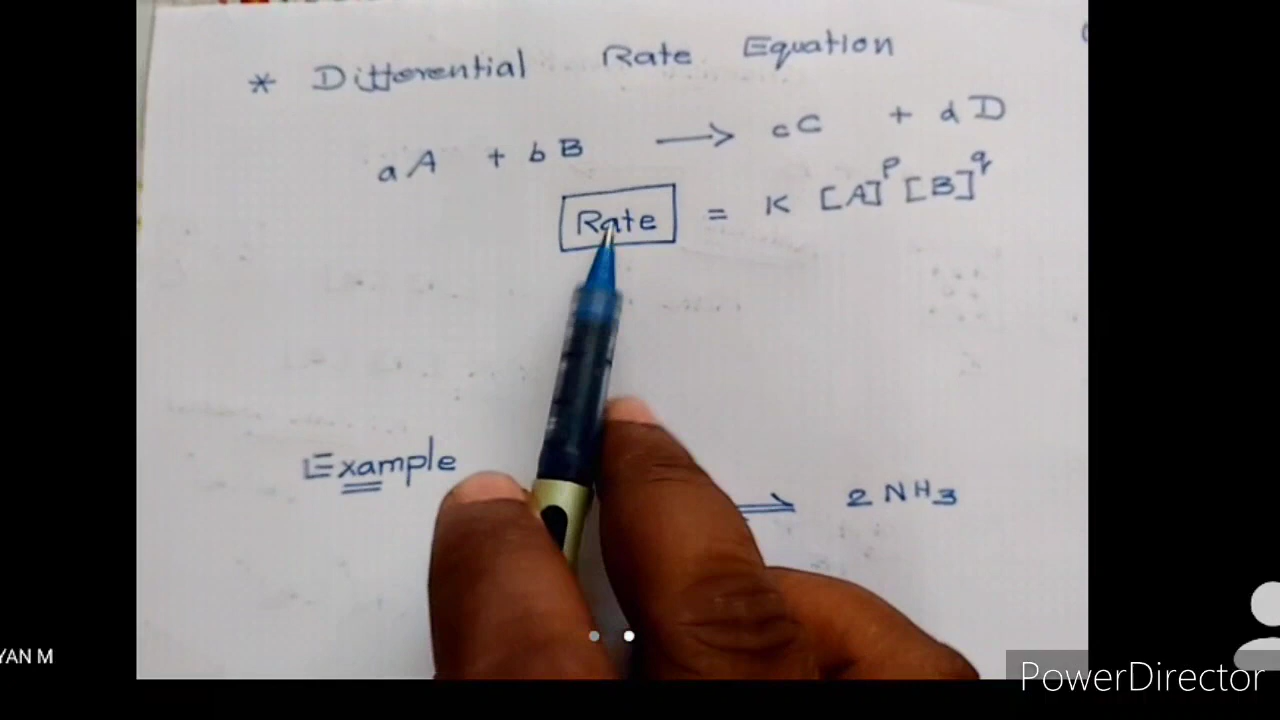 * Differential Rate Equation
aA + bB → cC + dD
Rate = K [A]^p [B]^q
Example
⇌ 2NH3
YAN M
PowerDirector